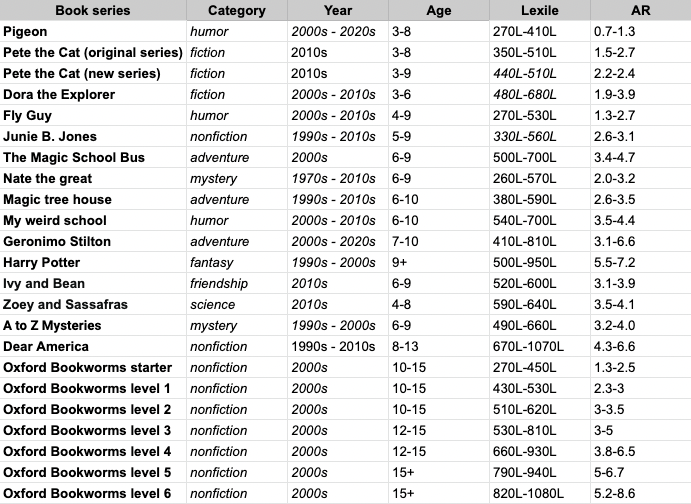 Book series Category Year Age Lexile AR
Pigeon humor 2000s - 2020s 3-8 270L-410L 0.7-1.3
Pete the Cat (original series) fiction 2010s 3-8 350L-510L 1.5-2.7
Pete the Cat (new series) fiction 2010s 3-9 440L-510L 2.2-2.4
Dora the Explorer fiction 2000s - 2010s 3-6 480L-680L 1.9-3.9
Fly Guy humor 2000s - 2010s 4-9 270L-530L 1.3-2.7
Junie B. Jones nonfiction 1990s - 2010s 5-9 330L-560L 2.6-3.1
The Magic School Bus adventure 2000s 6-9 500L-700L 3.4-4.7
Nate the great mystery 1970s - 2010s 6-9 260L-570L 2.0-3.2
Magic tree house adventure 1990s - 2010s 6-10 380L-590L 2.6-3.5
My weird school humor 2000s - 2010s 6-10 540L-700L 3.5-4.4
Geronimo Stilton adventure 2000s - 2020s 7-10 410L-810L 3.1-6.6
Harry Potter fantasy 1990s - 2000s 9+ 500L-950L 5.5-7.2
Ivy and Bean friendship 2010s 6-9 520L-600L 3.1-3.9
Zoey and Sassafras science 2010s 4-8 590L-640L 3.5-4.1
A to Z Mysteries mystery 1990s - 2000s 6-9 490L-660L 3.2-4.0
Dear America nonfiction 1990s - 2010s 8-13 670L-1070L 4.3-6.6
Oxford Bookworms starter nonfiction 2000s 10-15 270L-450L 1.3-2.5
Oxford Bookworms level 1 nonfiction 2000s 10-15 430L-530L 2.3-3
Oxford Bookworms level 2 nonfiction 2000s 10-15 510L-620L 3-3.5
Oxford Bookworms level 3 nonfiction 2000s 12-15 530L-810L 3-5
Oxford Bookworms level 4 nonfiction 2000s 12-15 660L-930L 3.8-6.5
Oxford Bookworms level 5 nonfiction 2000s 15+ 790L-940L 5-6.7
Oxford Bookworms level 6 nonfiction 2000s 15+ 820L-1080L 5.2-8.6